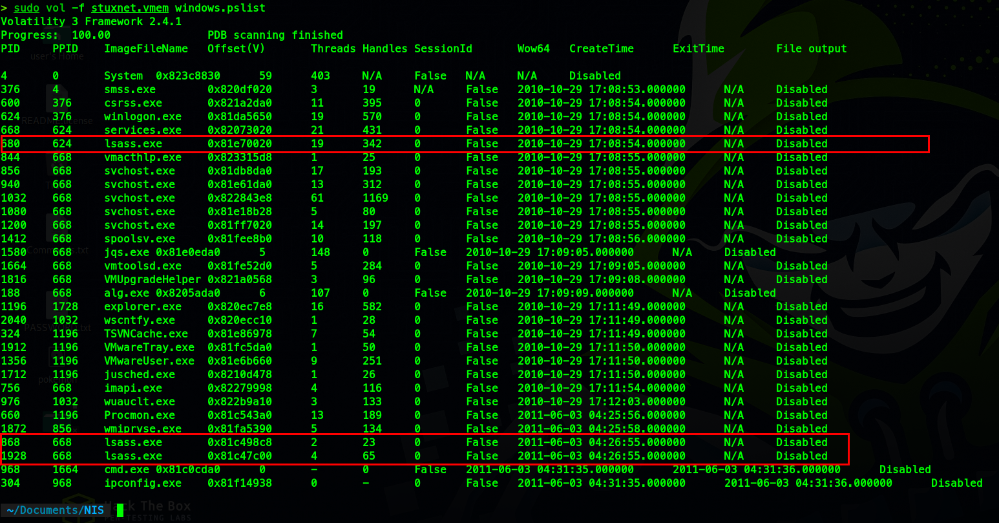 > sudo vol -f stuxnet.vmem windows.pslist
Volatility 3 Framework 2.4.1
Progress:  100.00               PDB scanning finished
PID     PPID    ImageFileName   Offset(V)       Threads Handles SessionId       Wow64   CreateTime      ExitTime        File output
user's Home
4       0       System  0x823c8830      59      403     N/A     False   N/A     N/A     Disabled
376     4       smss.exe        0x820df020      3       19      N/A     False   2010-10-29 17:08:53.000000      N/A     Disabled
600     376     csrss.exe       0x821a2da0      11      395     0       False   2010-10-29 17:08:54.000000      N/A     Disabled
624     376     winlogon.exe    0x81da5650      19      570     0       False   2010-10-29 17:08:54.000000      N/A     Disabled
668     624     services.exe    0x82073020      21      431     0       False   2010-10-29 17:08:54.000000      N/A     Disabled
680     624     lsass.exe       0x81e70020      19      342     0       False   2010-10-29 17:08:54.000000      N/A     Disabled
844     668     vmacthlp.exe    0x823315d8      1       25      0       False   2010-10-29 17:08:55.000000      N/A     Disabled
856     668     svchost.exe     0x81db8da0      17      193     0       False   2010-10-29 17:08:55.000000      N/A     Disabled
940     668     svchost.exe     0x81e61da0      13      312     0       False   2010-10-29 17:08:55.000000      N/A     Disabled
1032    668     svchost.exe     0x822843e8      61      1169    0       False   2010-10-29 17:08:55.000000      N/A     Disabled
1080    668     svchost.exe     0x81e18b28      5       80      0       False   2010-10-29 17:08:55.000000      N/A     Disabled
1200    668     svchost.exe     0x81ff7020      14      197     0       False   2010-10-29 17:08:55.000000      N/A     Disabled
1412    668     spoolsv.exe     0x81fee8b0      10      118     0       False   2010-10-29 17:08:56.000000      N/A     Disabled
1580    668     jqs.exe 0x81e0eda0      5       148     0       False   2010-10-29 17:09:05.000000      N/A     Disabled
1664    668     vmtoolsd.exe    0x81fe52d0      5       284     0       False   2010-10-29 17:09:05.000000      N/A     Disabled
1816    668     VMUpgradeHelper 0x821a0568      3       96      0       False   2010-10-29 17:09:08.000000      N/A     Disabled
188     668     alg.exe 0x8205ada0      6       107     0       False   2010-10-29 17:09:09.000000      N/A     Disabled
1196    1728    explorer.exe    0x820ec7e8      16      582     0       False   2010-10-29 17:11:49.000000      N/A     Disabled
2040    1032    wscntfy.exe     0x820ecc10      1       28      0       False   2010-10-29 17:11:49.000000      N/A     Disabled
324     1196    TSVNCache.exe   0x81e86978      7       54      0       False   2010-10-29 17:11:49.000000      N/A     Disabled
1912    1196    VMwareTray.exe  0x81fc5da0      1       50      0       False   2010-10-29 17:11:50.000000      N/A     Disabled
1356    1196    VMwareUser.exe  0x81e6b660      9       251     0       False   2010-10-29 17:11:50.000000      N/A     Disabled
1712    1196    jusched.exe     0x8210d478      1       26      0       False   2010-10-29 17:11:50.000000      N/A     Disabled
756     668     imapi.exe       0x82279998      4       116     0       False   2010-10-29 17:11:54.000000      N/A     Disabled
976     1032    wuauclt.exe     0x822b9a10      3       133     0       False   2010-10-29 17:12:03.000000      N/A     Disabled
660     1196    Procmon.exe     0x81c543a0      13      189     0       False   2011-06-03 04:25:56.000000      N/A     Disabled
1872    856     wmiprvse.exe    0x81fa5390      5       134     0       False   2011-06-03 04:25:58.000000      N/A     Disabled
868     668     lsass.exe       0x81c498c8      2       23      0       False   2011-06-03 04:26:55.000000      N/A     Disabled
1928    668     lsass.exe       0x81c47c00      4       65      0       False   2011-06-03 04:26:55.000000      N/A     Disabled
968     1664    cmd.exe 0x81c0cda0      0       -       0       False   2011-06-03 04:31:35.000000      2011-06-03 04:31:36.000000      Disabled
304     968     ipconfig.exe    0x81f14938      0       -       0       False   2011-06-03 04:31:35.000000      2011-06-03 04:31:36.000000      Disabled
Hack The Box
~/Documents/NIS
PEN-TESTING LABS